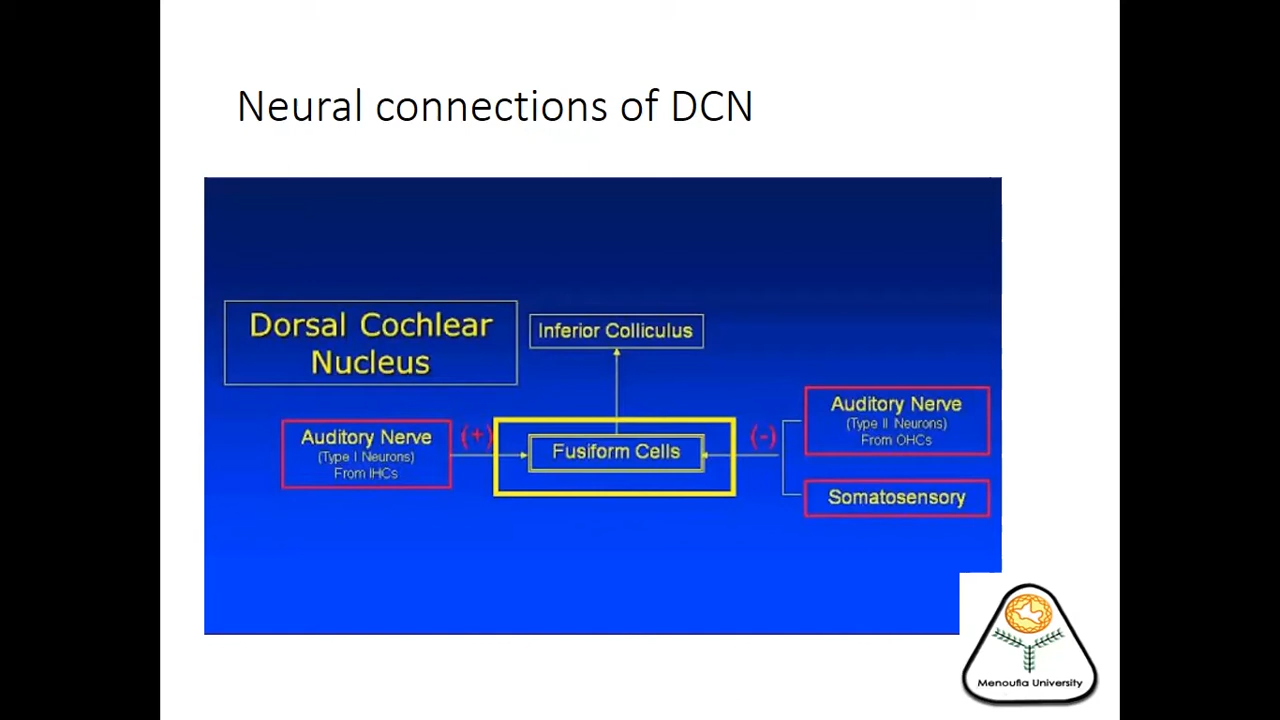 Neural connections of DCN
Dorsal Cochlear
Nucleus
Inferior Colliculus
Auditory Nerve
(Type I Neurons)
From IHCs
(+)
Fusiform Cells
(-)
Auditory Nerve
(Type II Neurons)
From OHCs
Somatosensory
Menoufia University